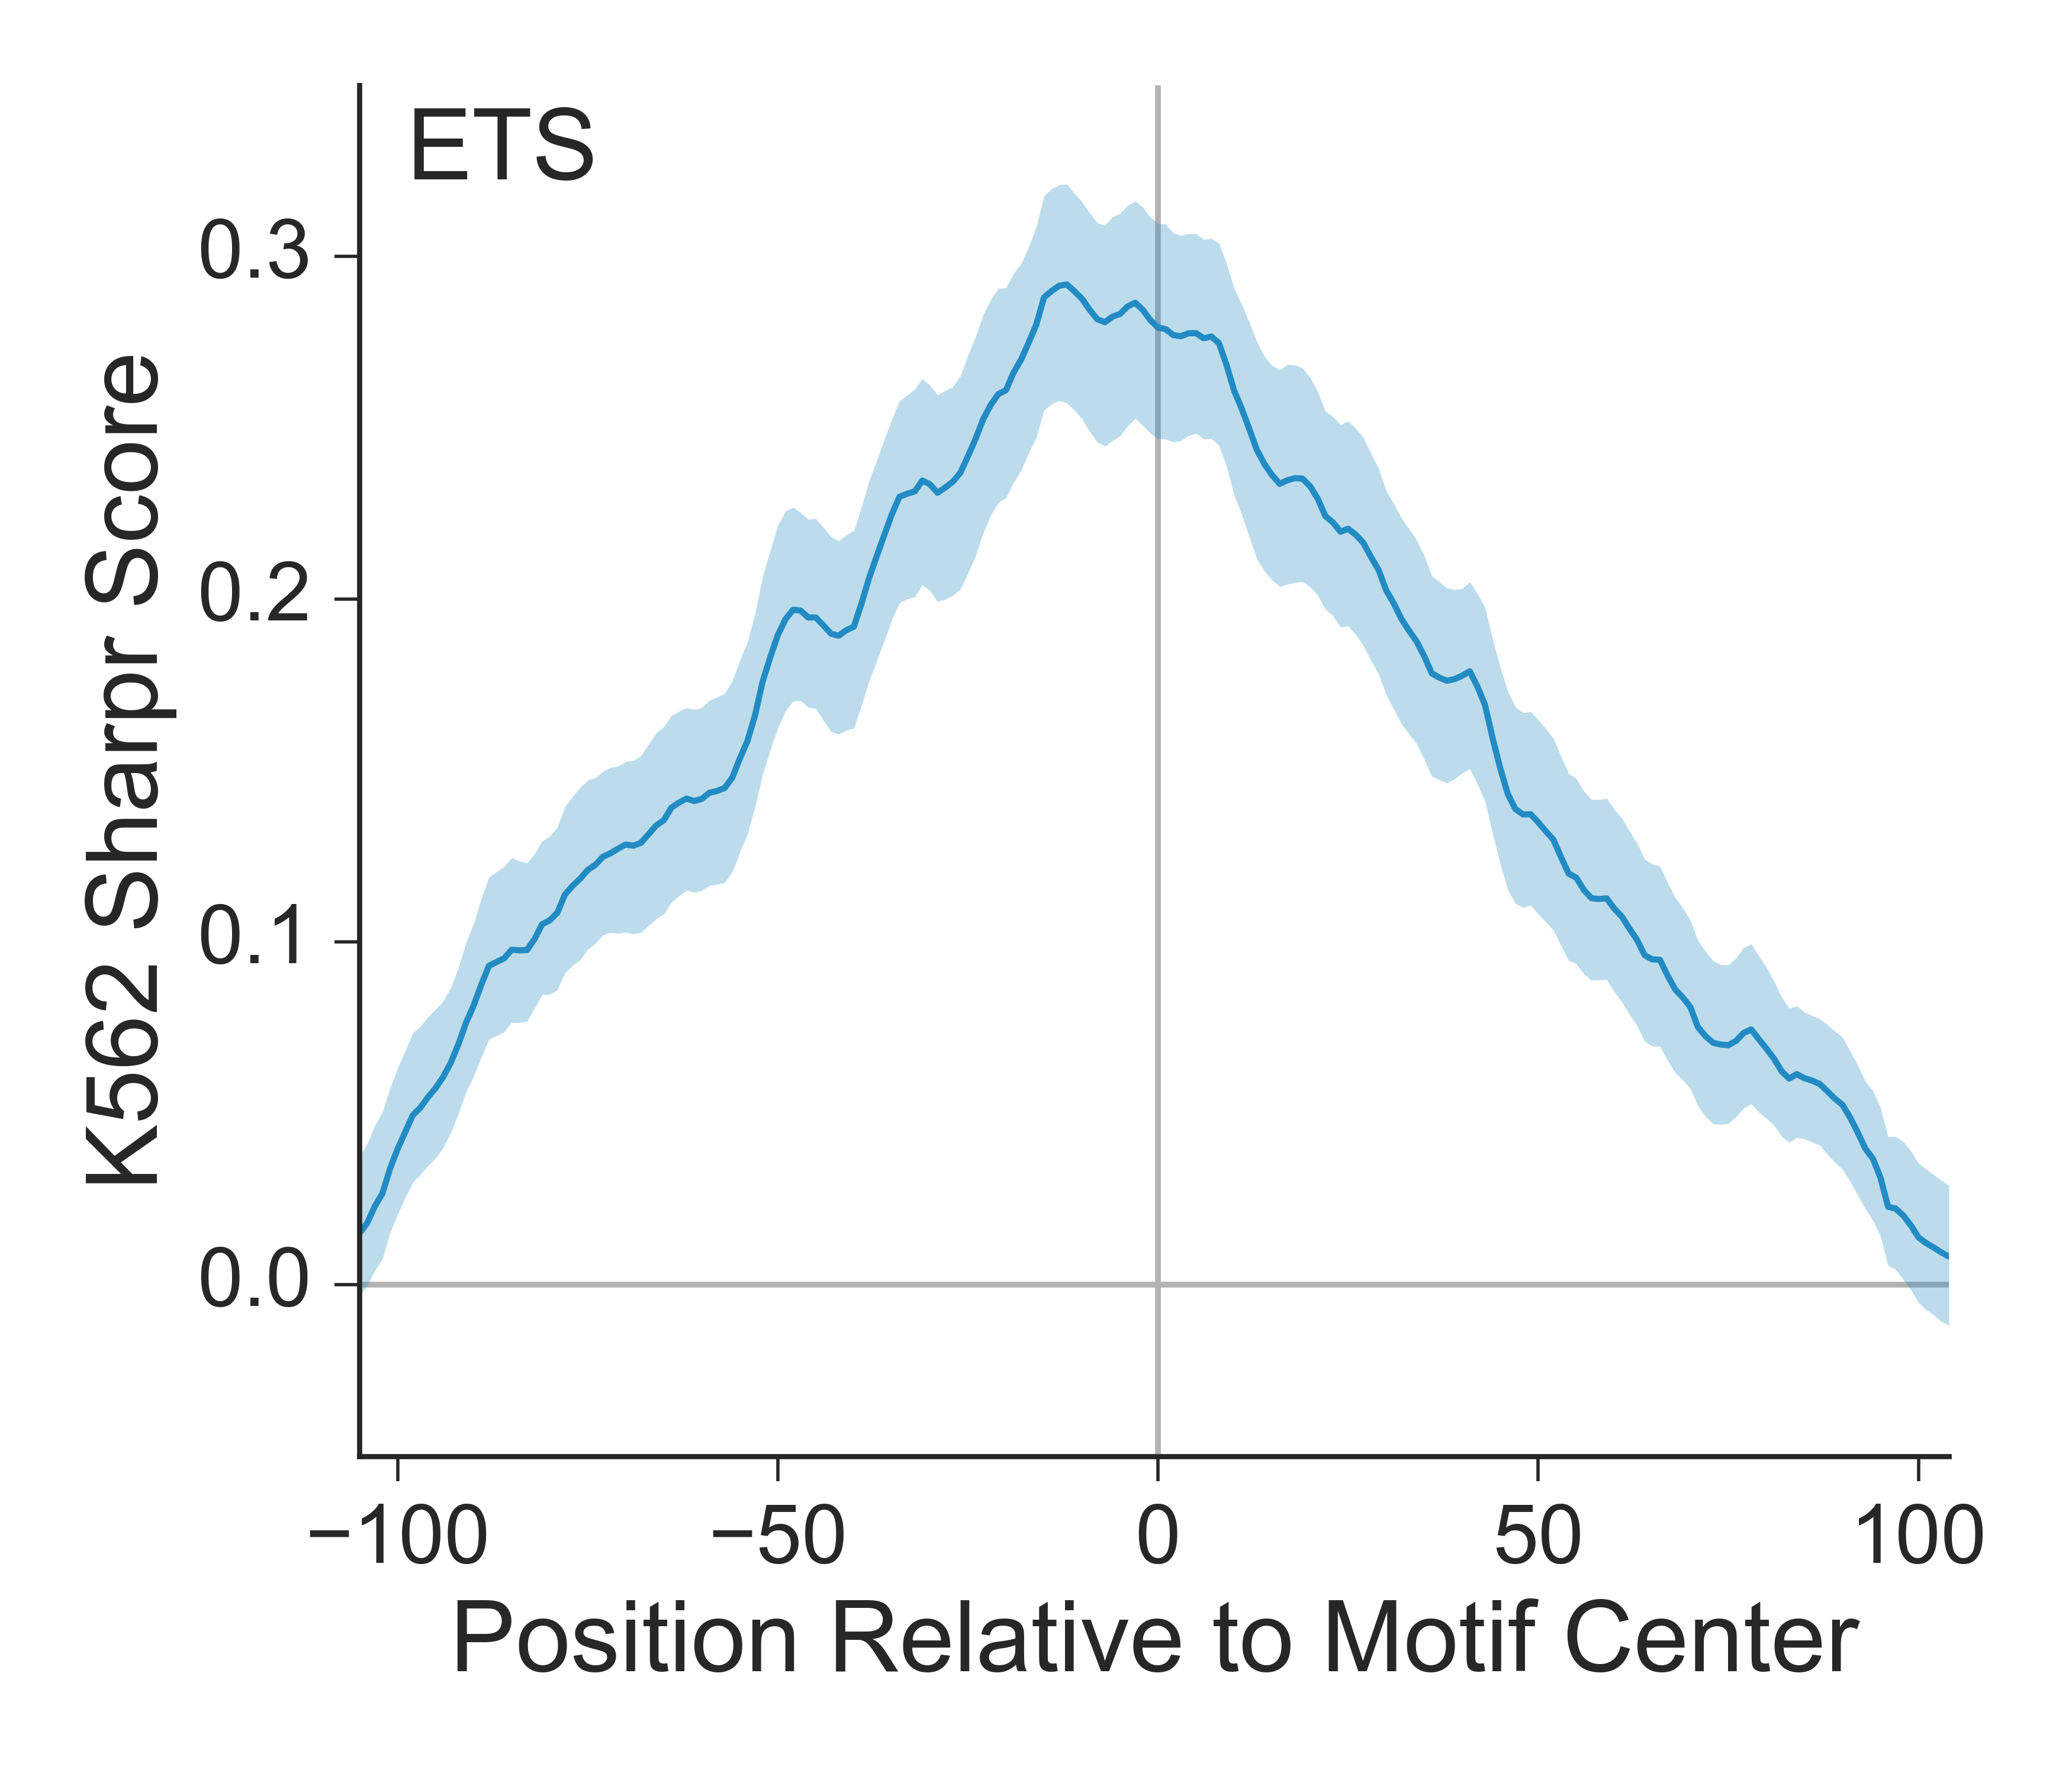 ETS
K562 Sharpr Score
0.3
0.2
0.1
0.0
−100 −50 0 50 100
Position Relative to Motif Center